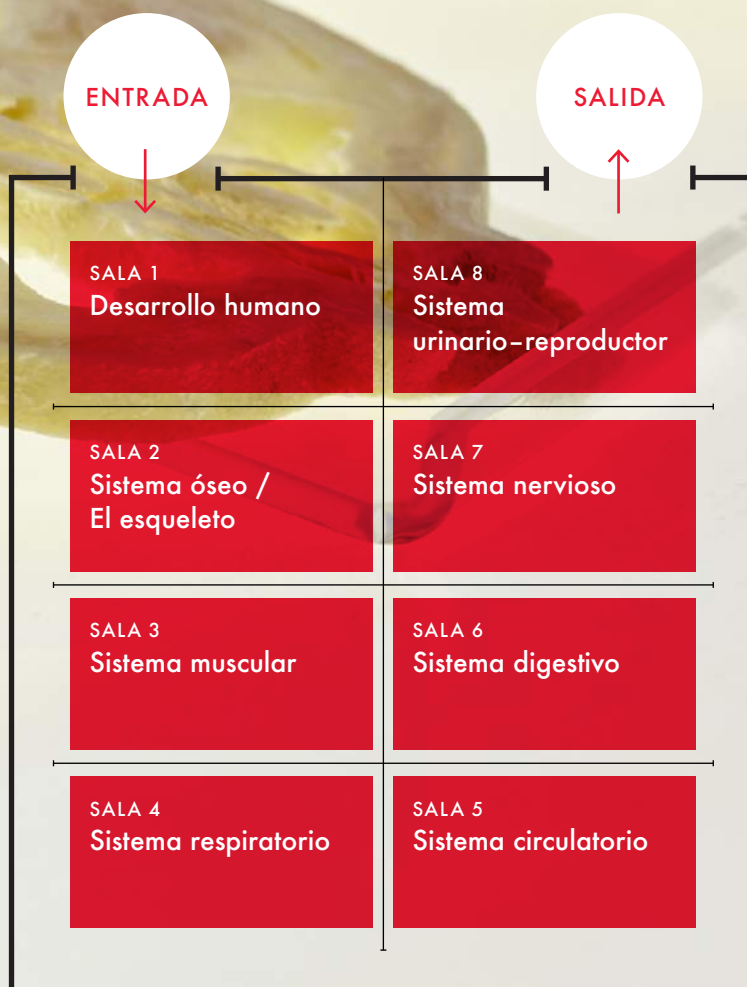 ENTRADA
SALIDA
SALA 1
Desarrollo humano
SALA 8
Sistema
urinario–reproductor
SALA 2
Sistema óseo /
El esqueleto
SALA 7
Sistema nervioso
SALA 3
Sistema muscular
SALA 6
Sistema digestivo
SALA 4
Sistema respiratorio
SALA 5
Sistema circulatorio